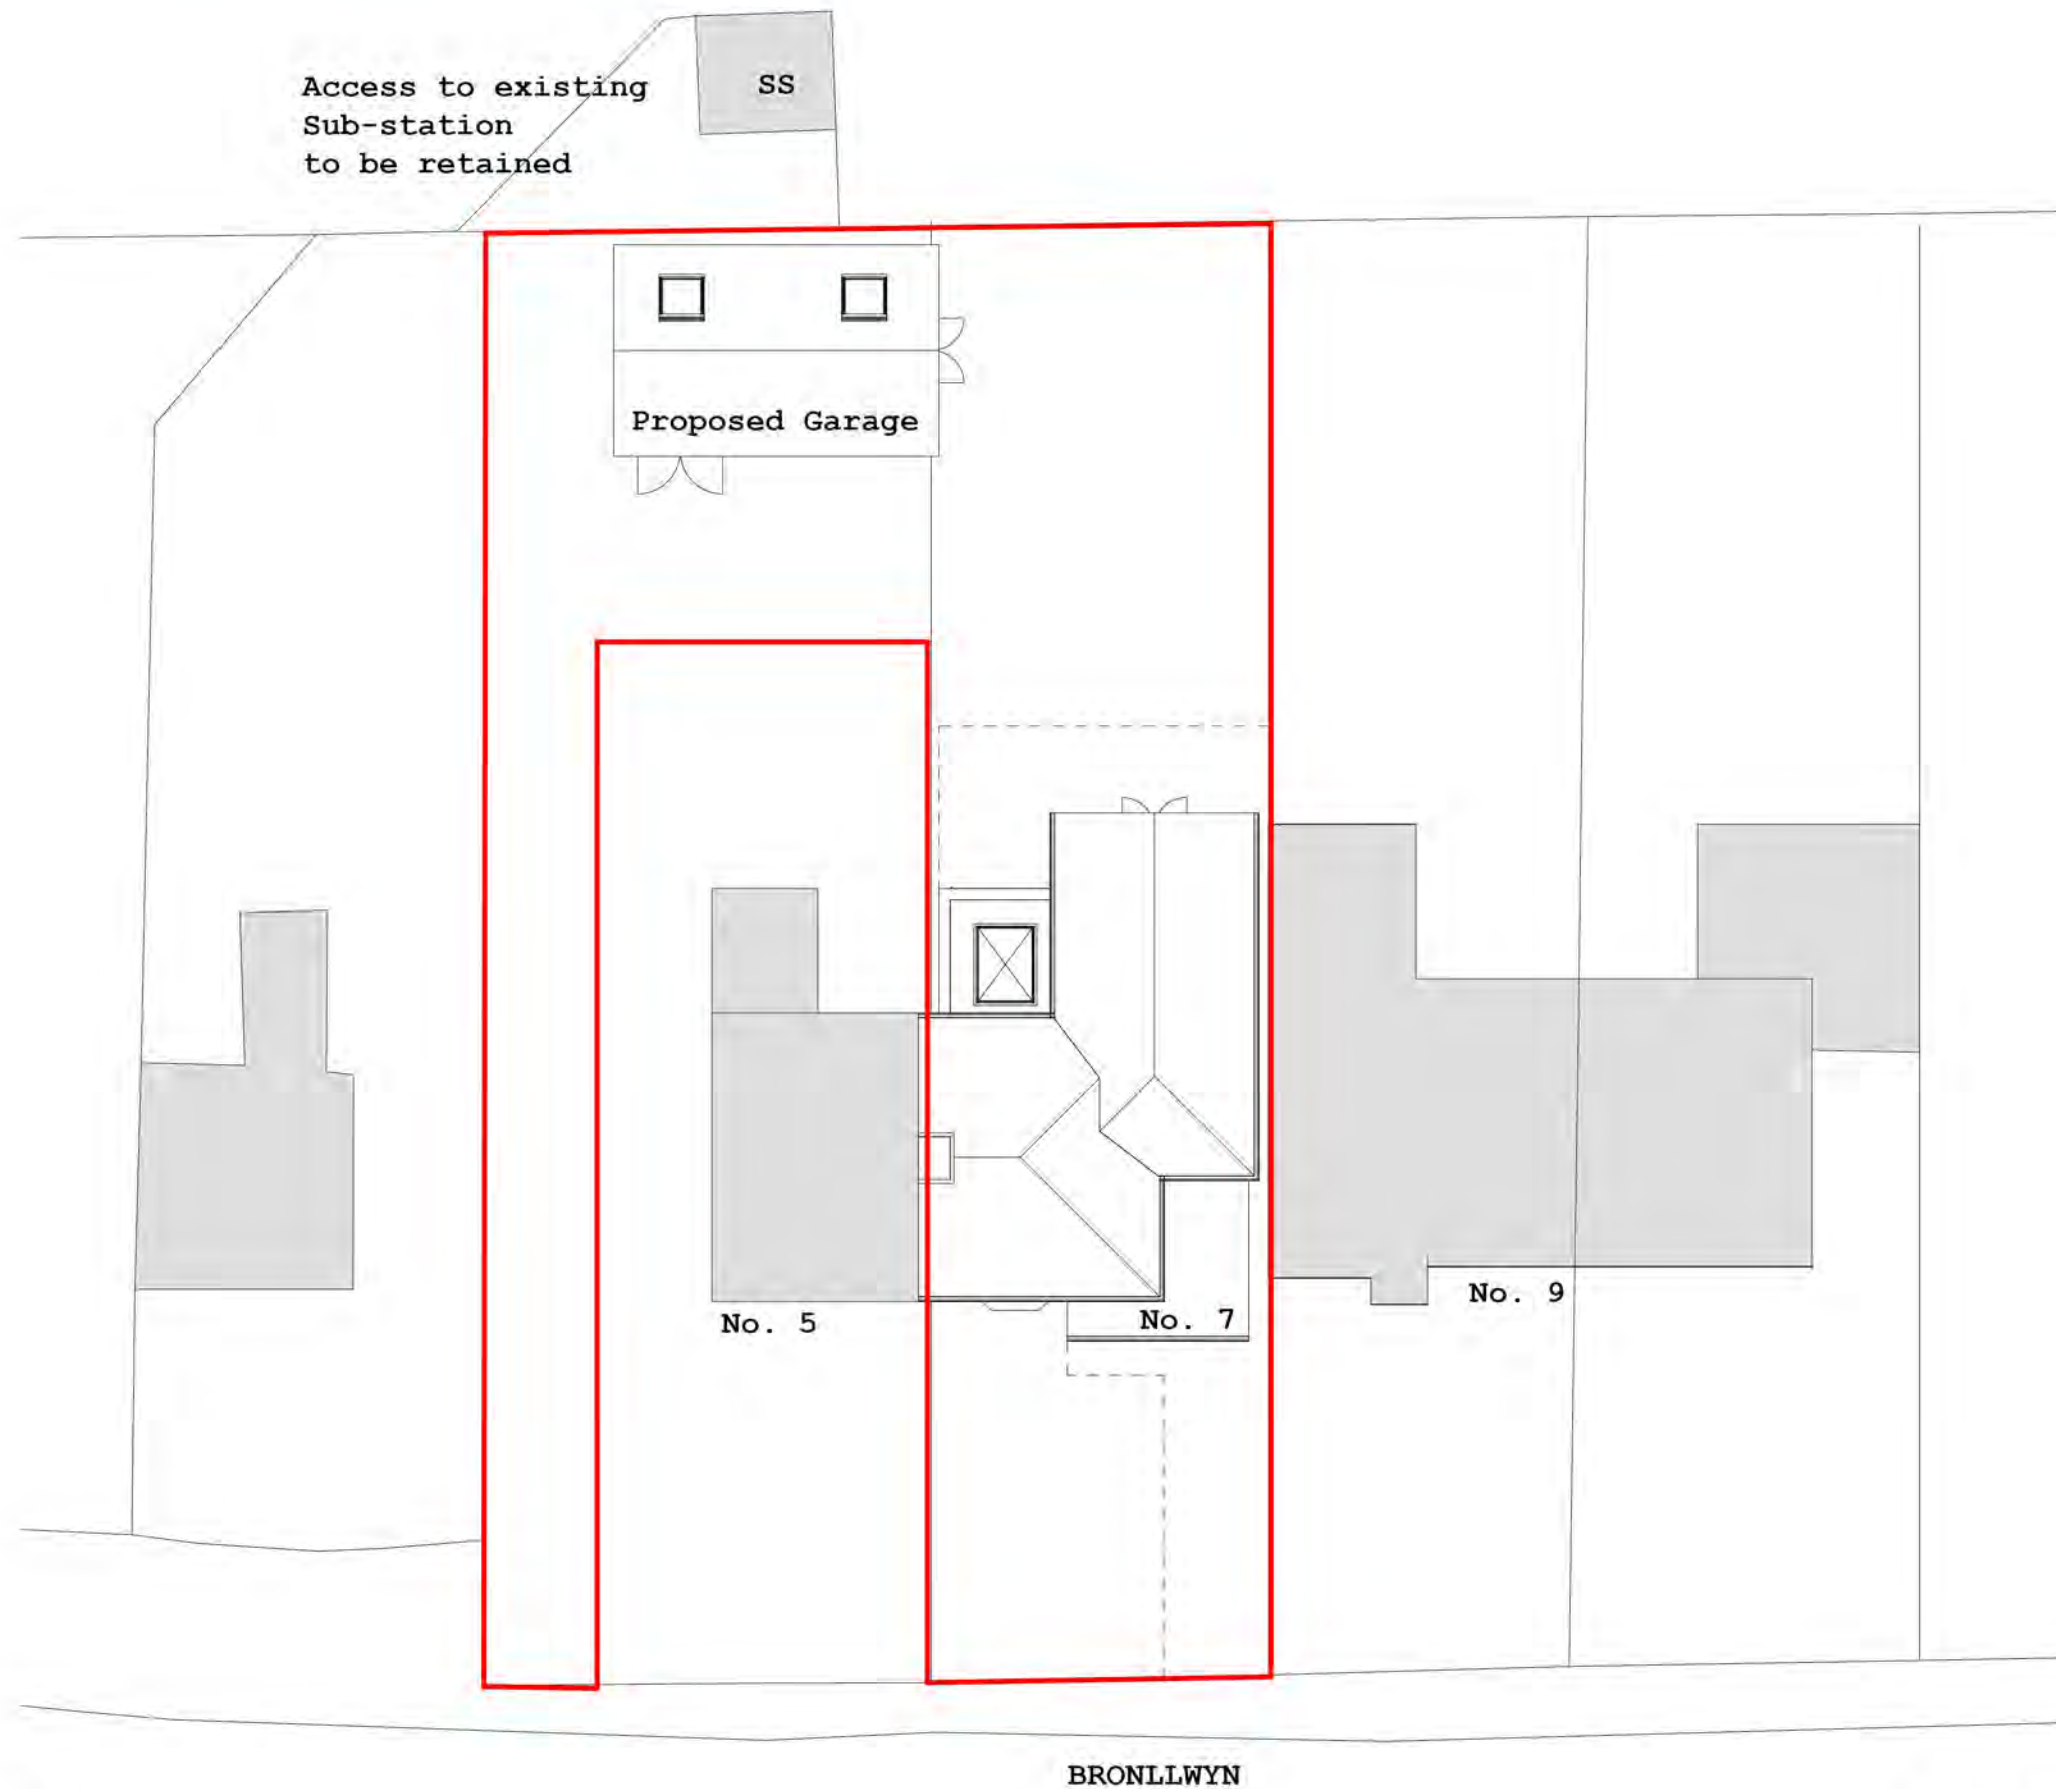 Access to existing
Sub-station
to be retained
SS
Proposed Garage
No. 5
No. 7
No. 9
BRONLLWYN